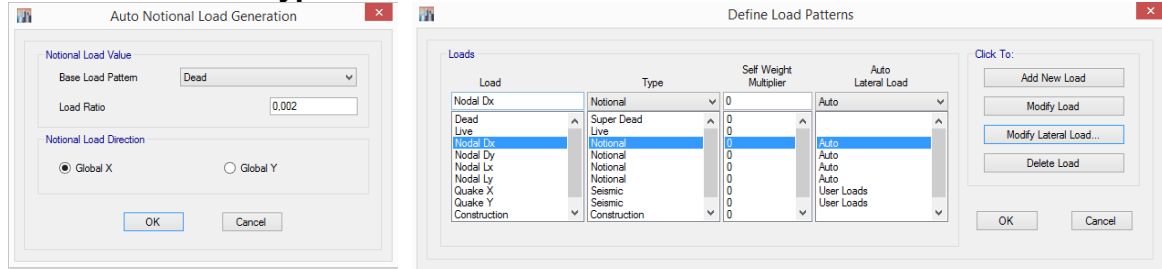 Auto Notional Load Generation
Notional Load Value
Base Load Pattern Dead
Load Ratio 0,002
Notional Load Direction
Global X Global Y
OK Cancel
Define Load Patterns
Loads
Click To:
Load Type Self Weight Multiplier Auto Lateral Load
Nodal Dx Notional 0 Auto
Dead Super Dead 0
Live Live 0
Nodal Dx Notional 0 Auto
Nodal Dy Notional 0 Auto
Nodal Lx Notional 0 Auto
Nodal Ly Notional 0 Auto
Quake X Seismic 0 User Loads
Quake Y Seismic 0 User Loads
Construction Construction 0
Add New Load
Modify Load
Modify Lateral Load...
Delete Load
OK Cancel